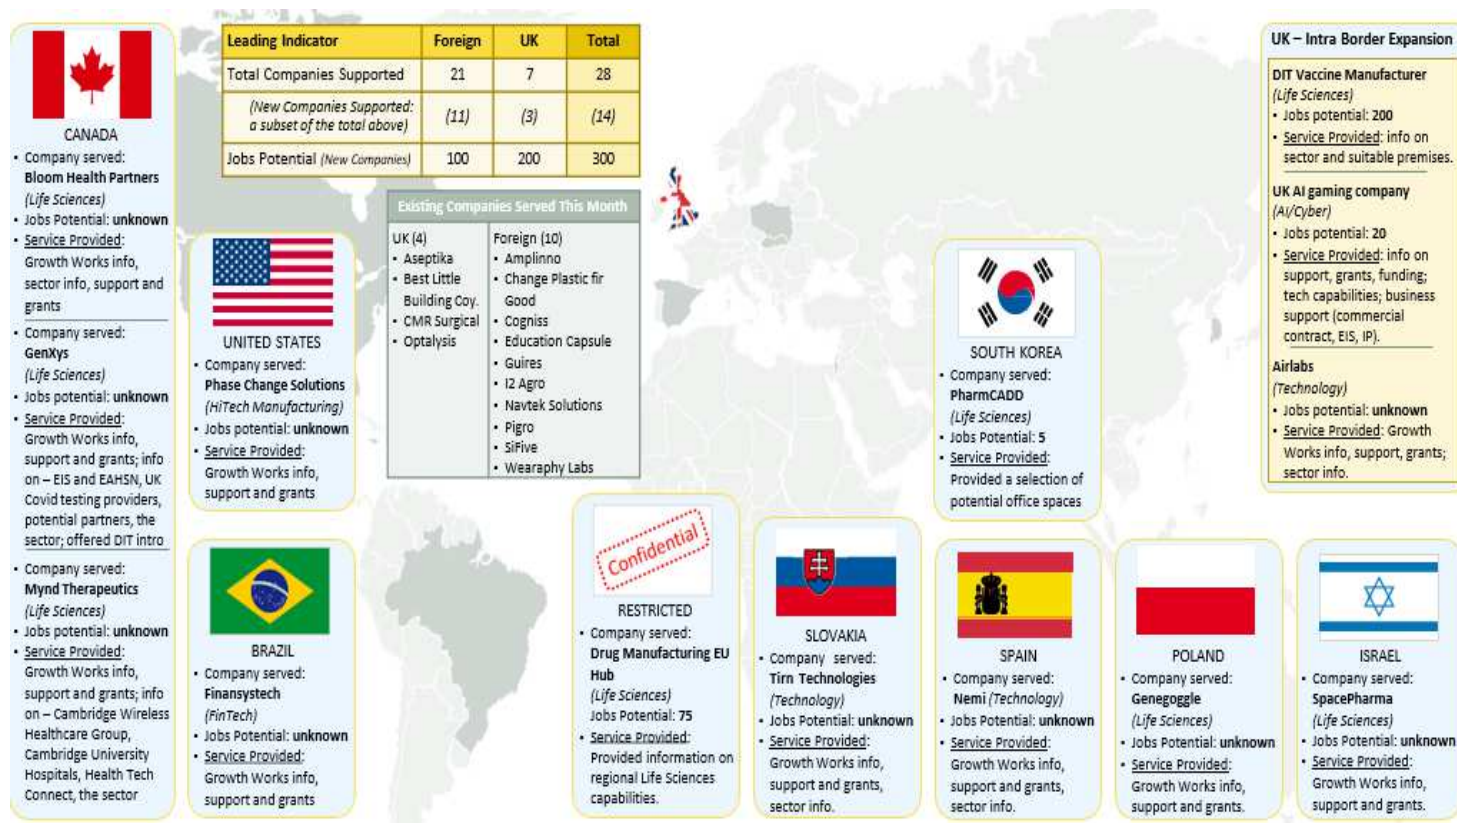 CANADA
• Company served:
Bloom Health Partners
(Life Sciences)
• Jobs Potential: unknown
• Service Provided:
Growth Works info,
sector info, support and
grants
• Company served:
GenXys
(Life Sciences)
• Jobs potential: unknown
• Service Provided:
Growth Works info,
support and grants; info
on – EIS and EAHSN, UK
Covid testing providers,
potential partners, the
sector; offered DIT intro
• Company served:
Mynd Therapeutics
(Life Sciences)
• Jobs potential: unknown
• Service Provided:
Growth Works info,
support and grants; info
on – Cambridge Wireless
Healthcare Group,
Cambridge University
Hospitals, Health Tech
Connect, the sector
Leading Indicator Foreign UK Total
Total Companies Supported 21 7 28
(New Companies Supported:
a subset of the total above) (11) (3) (14)
Jobs Potential (New Companies) 100 200 300
Existing Companies Served This Month
UK (4)
• Aseptika
• Best Little
Building Coy.
• CMR Surgical
• Optalysis
Foreign (10)
• Amplinno
• Change Plastic fir
Good
• Cogniss
• Education Capsule
• Guires
• I2 Agro
• Navtek Solutions
• Pigro
• SiFive
• Wearaphy Labs
UNITED STATES
• Company served:
Phase Change Solutions
(HiTech Manufacturing)
• Jobs potential: unknown
• Service Provided:
Growth Works info,
support and grants
BRAZIL
• Company served:
Finansystech
(FinTech)
• Jobs Potential: unknown
• Service Provided:
Growth Works info,
support and grants
Confidential
RESTRICTED
• Company served:
Drug Manufacturing EU
Hub
(Life Sciences)
Jobs Potential: 75
• Service Provided:
Provided information on
regional Life Sciences
capabilities.
SLOVAKIA
• Company served:
Tirn Technologies
(Technology)
• Jobs Potential: unknown
• Service Provided:
Growth Works info,
support and grants,
sector info.
SOUTH KOREA
• Company served:
PharmCADD
(Life Sciences)
• Jobs Potential: 5
• Service Provided:
Provided a selection of
potential office spaces
SPAIN
• Company served:
Nemi (Technology)
• Jobs Potential: unknown
• Service Provided:
Growth Works info,
support and grants,
sector info.
POLAND
• Company served:
Genegoggle
(Life Sciences)
• Jobs Potential: unknown
• Service Provided:
Growth Works info,
support and grants.
ISRAEL
• Company served:
SpacePharma
(Life Sciences)
• Jobs Potential: unknown
• Service Provided:
Growth Works info,
support and grants.
UK – Intra Border Expansion
DIT Vaccine Manufacturer
(Life Sciences)
• Jobs potential: 200
• Service Provided: info on
sector and suitable premises.
UK AI gaming company
(AI/Cyber)
• Jobs potential: 20
• Service Provided: info on
support, grants, funding;
tech capabilities; business
support (commercial
contract, EIS, IP).
Airlabs
(Technology)
• Jobs potential: unknown
• Service Provided: Growth
Works info, support, grants;
sector info.